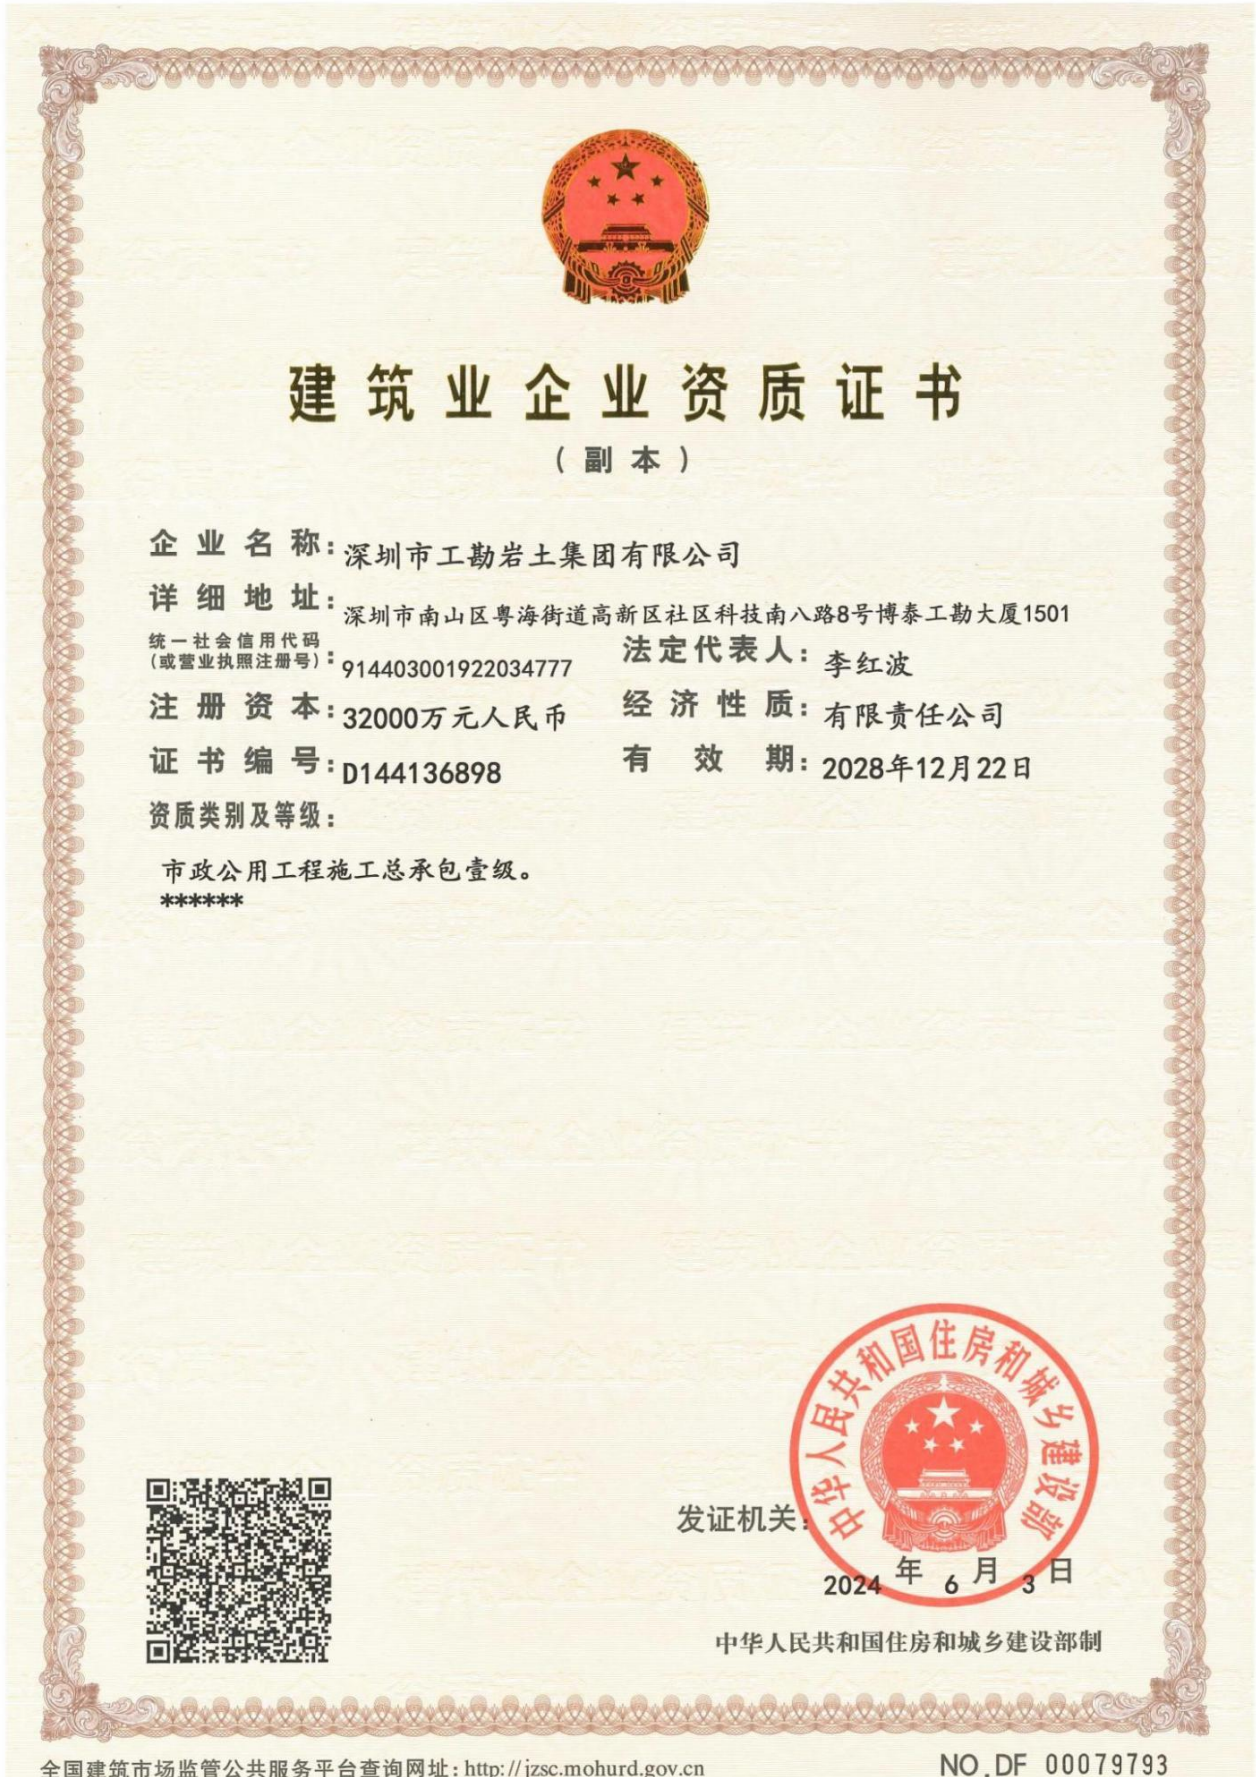 建筑业企业资质证书
（副本）
企业名称：深圳市工勘岩土集团有限公司
详细地址：深圳市南山区粤海街道高新区社区科技南八路8号博泰工勘大厦1501
统一社会信用代码
(或营业执照注册号)：914403001922034777 法定代表人：李红波
注册资本：32000万元人民币 经济性质：有限责任公司
证书编号：D144136898 有效期：2028年12月22日
资质类别及等级：
市政公用工程施工总承包壹级。
******
中华人民共和国住房和城乡建设部
发证机关：
2024年6月3日
中华人民共和国住房和城乡建设部制
全国建筑市场监管公共服务平台查询网址：http://jzsc.mohurd.gov.cn
NO.DF 00079793